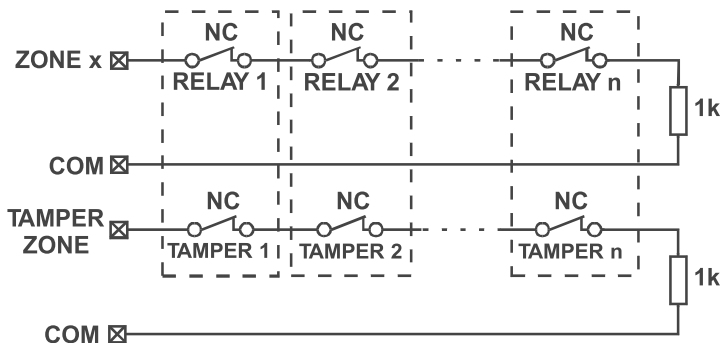 NC NC NC
ZONE x
RELAY 1 RELAY 2 RELAY n
1k
COM
NC NC NC
TAMPER
ZONE
TAMPER 1 TAMPER 2 TAMPER n
1k
COM